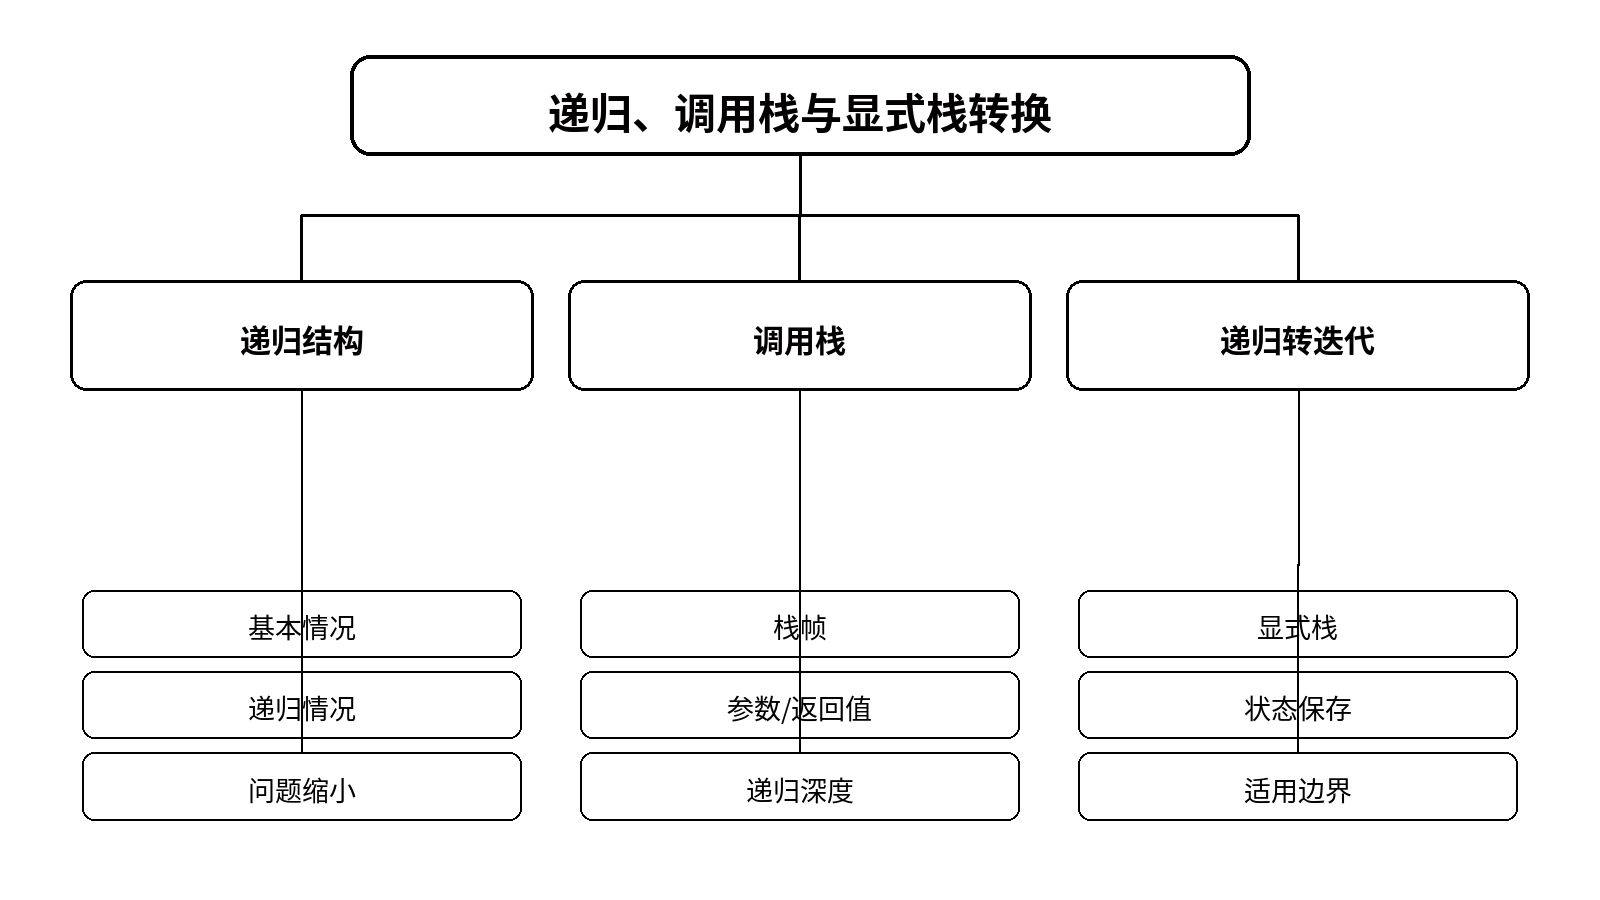 递归、调用栈与显式栈转换
递归结构
调用栈
递归转迭代
基本情况
栈帧
显式栈
递归情况
参数/返回值
状态保存
问题缩小
递归深度
适用边界